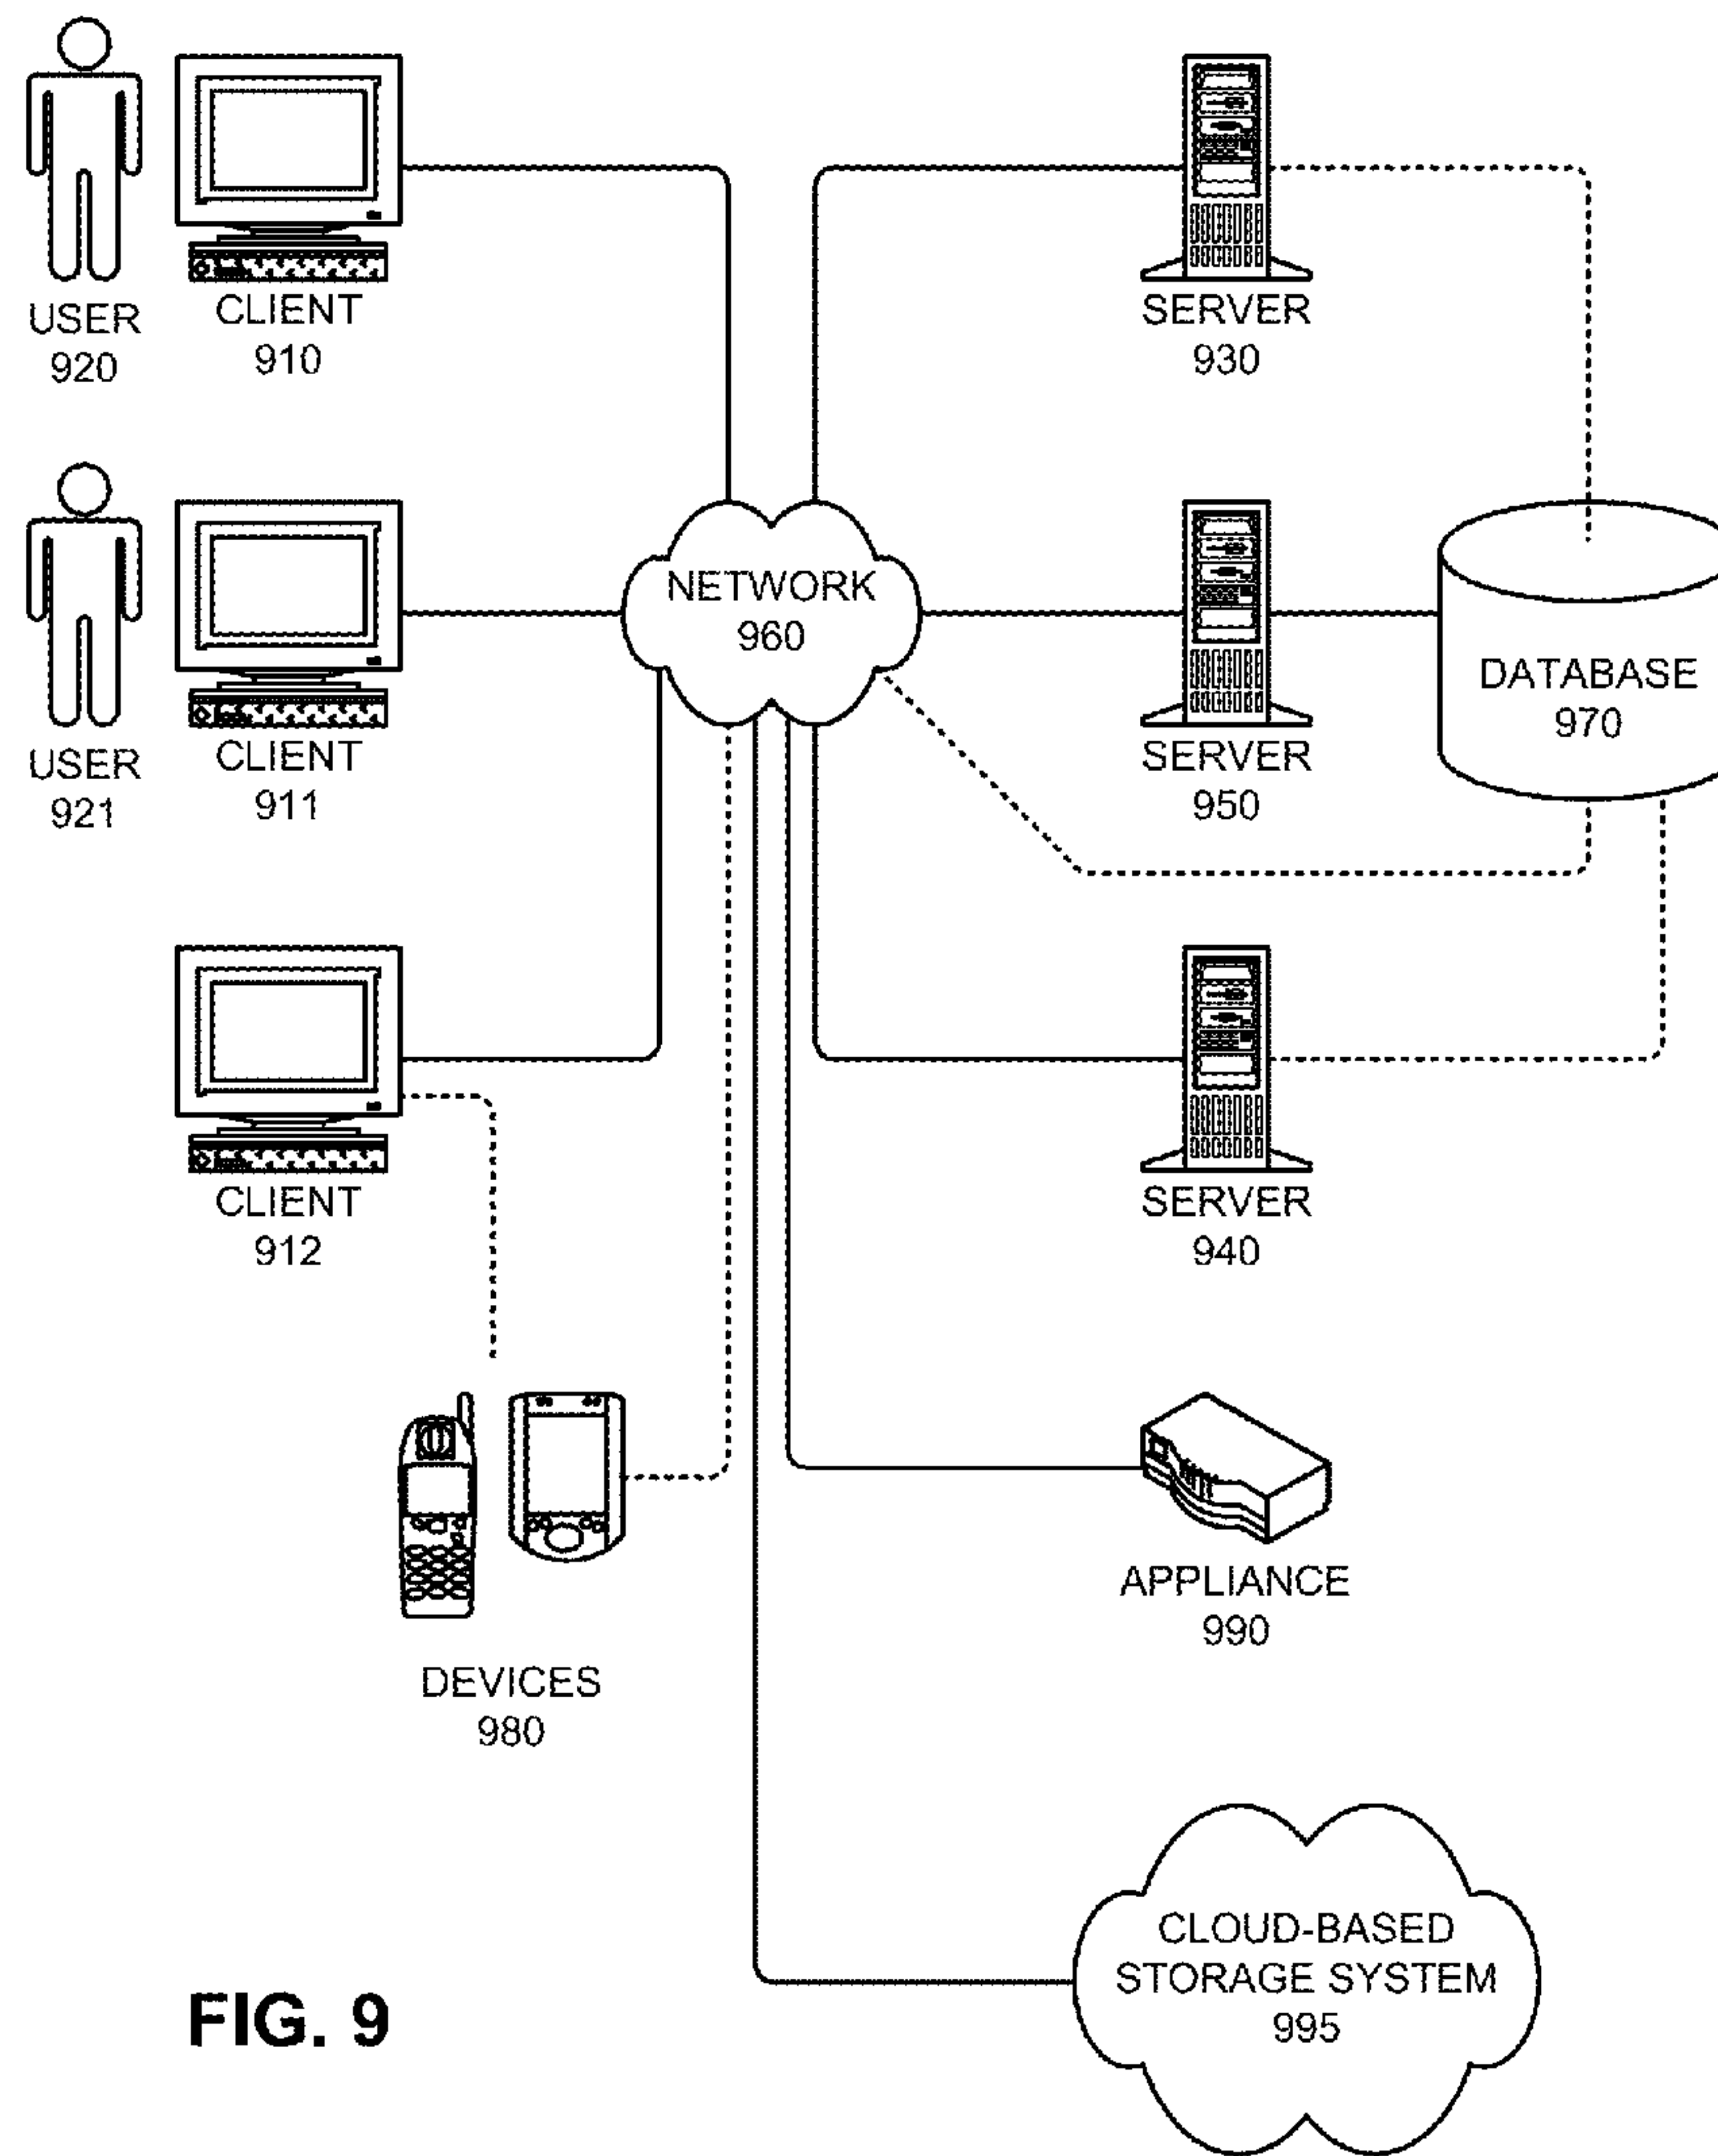 USER
920
CLIENT
910
SERVER
930
NETWORK
960
USER
921
CLIENT
911
SERVER
950
DATABASE
970
CLIENT
912
SERVER
940
DEVICES
980
APPLIANCE
990
CLOUD-BASED
STORAGE SYSTEM
995
FIG. 9